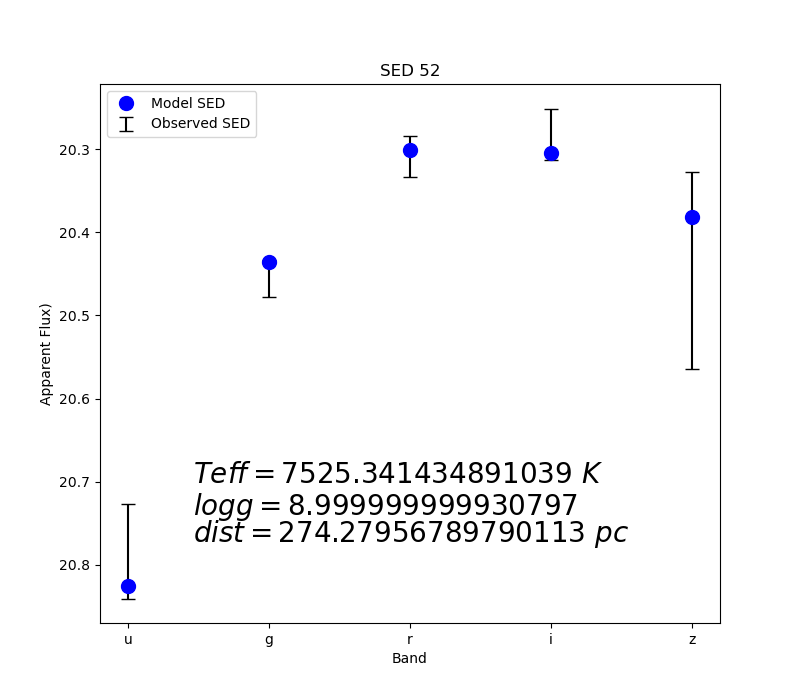 SED 52
Model SED
Observed SED
20.3
20.4
20.5
20.6
20.7
20.8
Apparent Flux)
Teff = 7525.341434891039 K
logg = 8.999999999930797
dist = 274.27956789790113 pc
u g r i z
Band